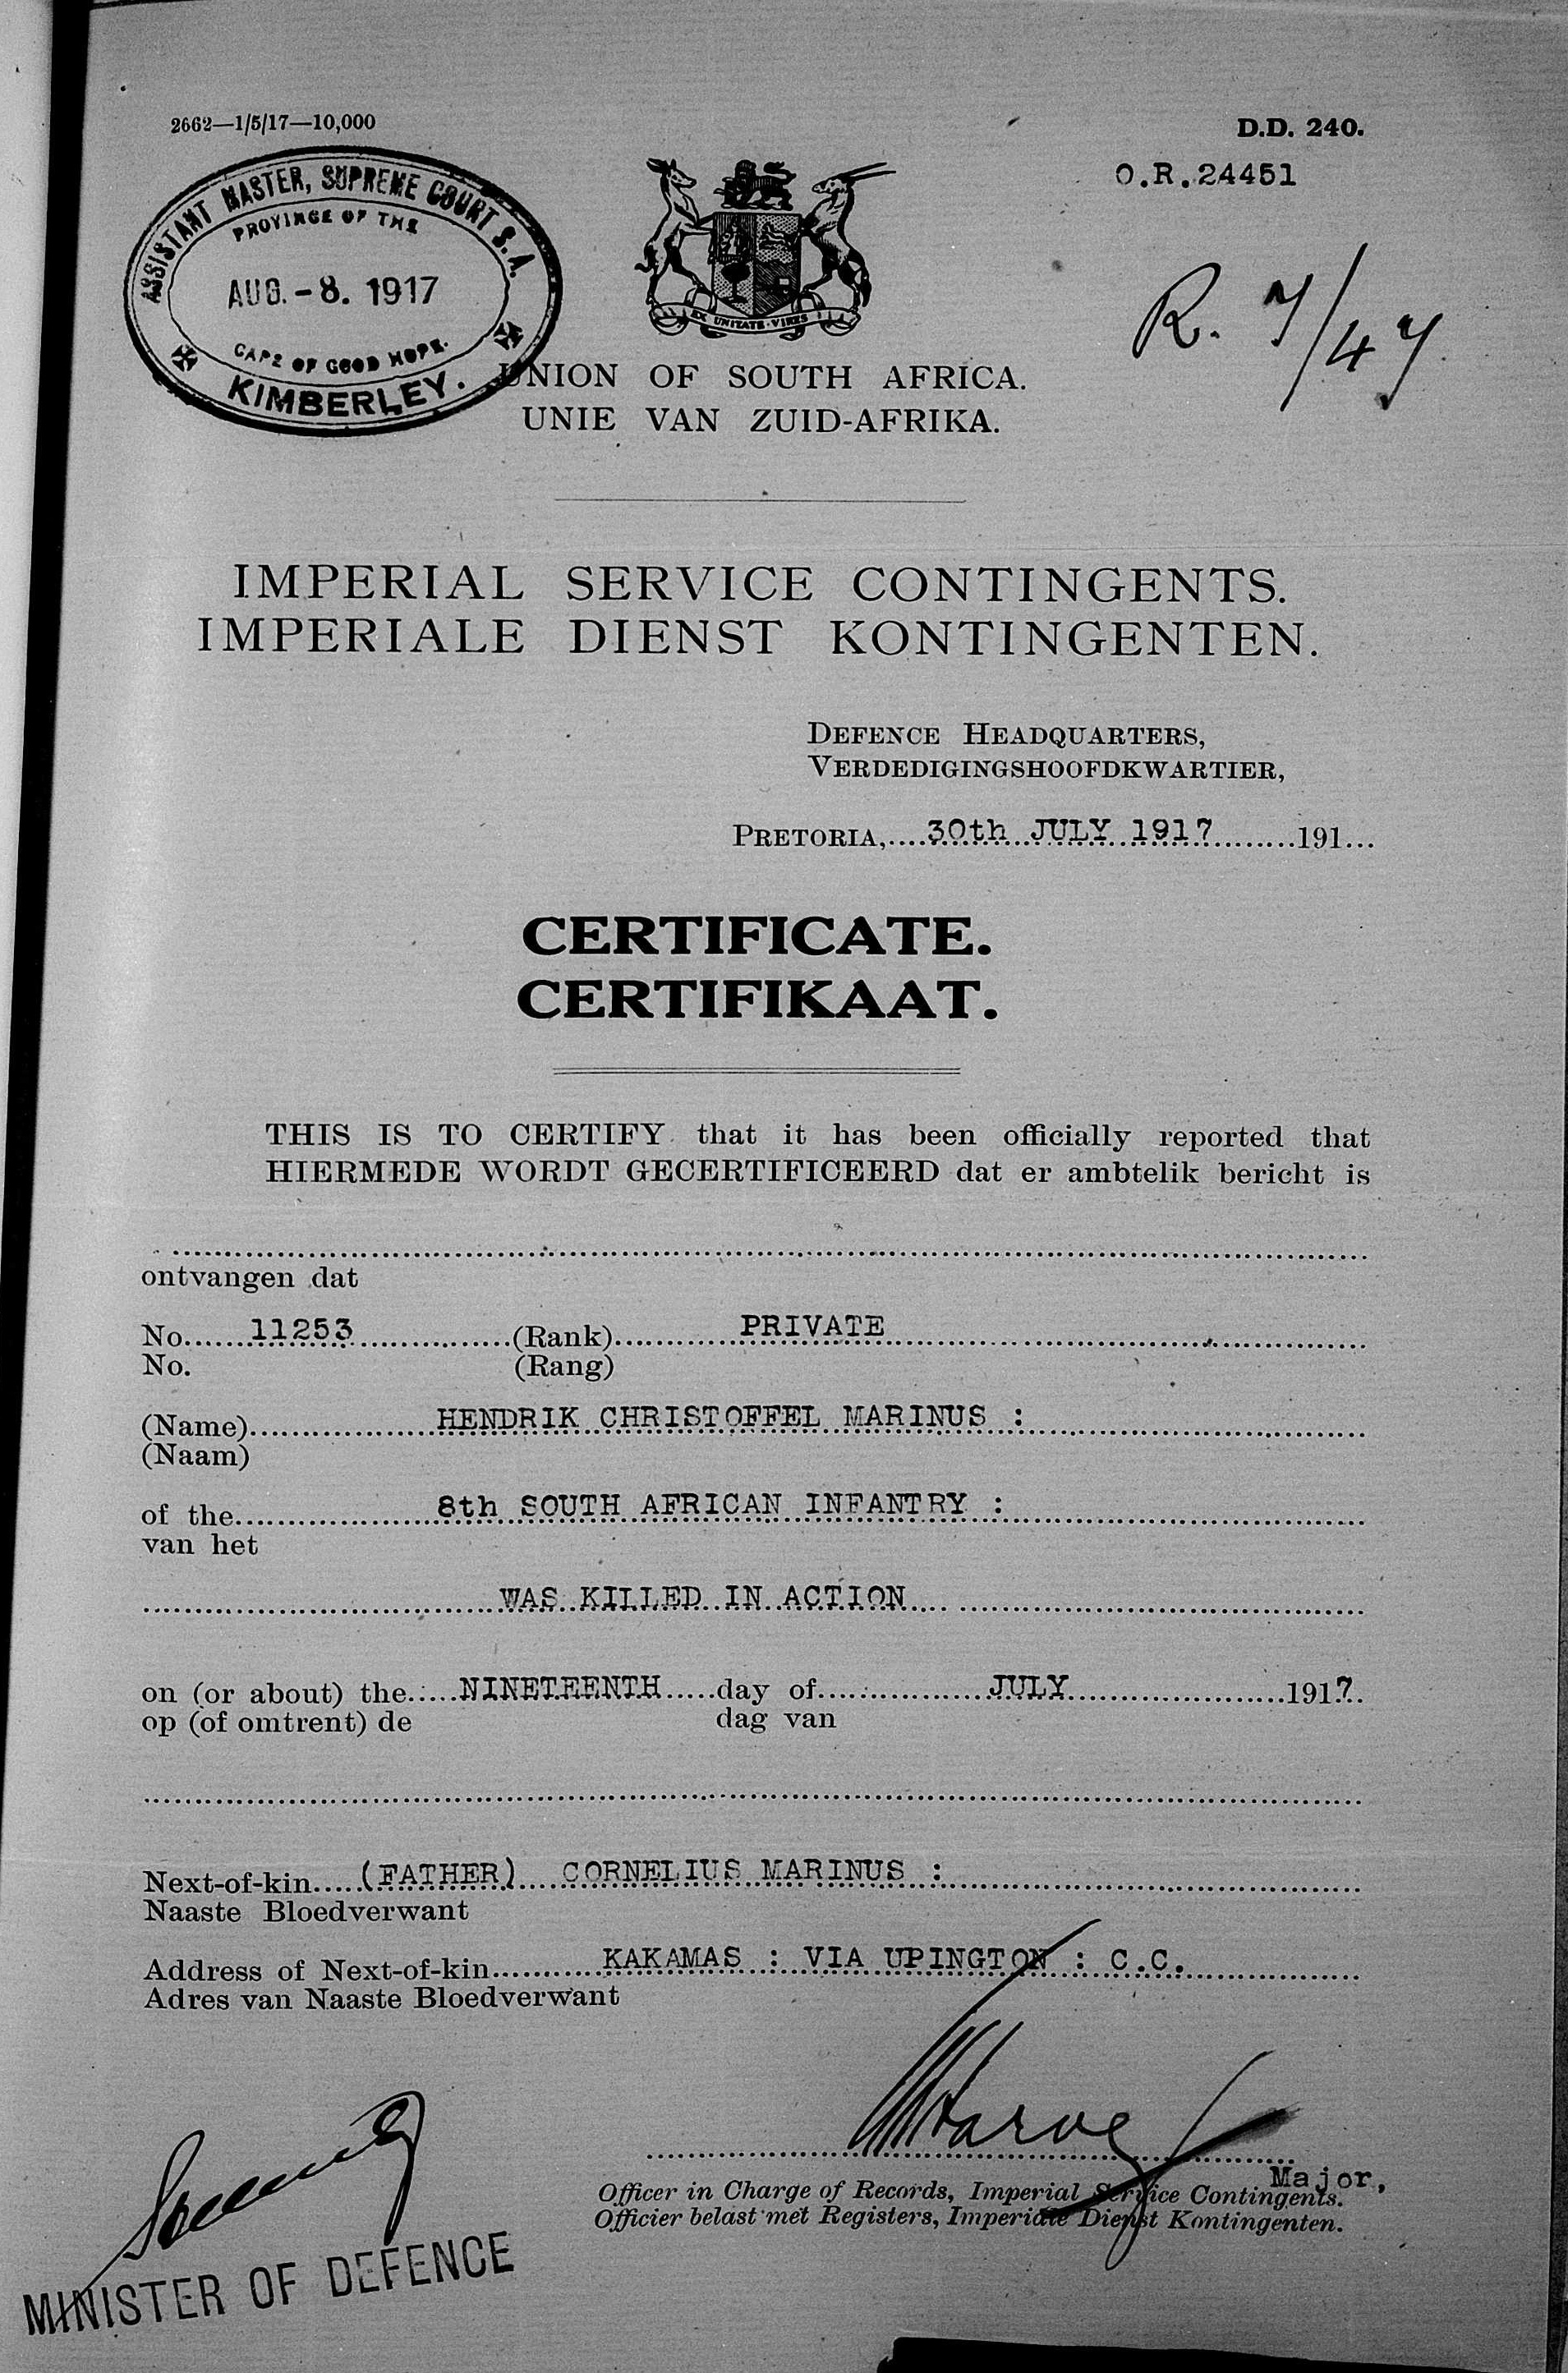 2662—1/5/17—10,000
D.D. 240.
O.R.24451
ASSISTANT MASTER, SUPREME COURT S.A.
PROVINCE OF THE
AUG.-8. 1917
CAPE OF GOOD HOPE.
KIMBERLEY.
EX UNITATE VIRES
R. 7/47
UNION OF SOUTH AFRICA.
UNIE VAN ZUID-AFRIKA.
IMPERIAL SERVICE CONTINGENTS.
IMPERIALE DIENST KONTINGENTEN.
DEFENCE HEADQUARTERS,
VERDEDIGINGSHOOFDKWARTIER,
PRETORIA,....30th JULY 1917........191...
CERTIFICATE.
CERTIFIKAAT.
THIS IS TO CERTIFY that it has been officially reported that
HIERMEDE WORDT GECERTIFICEERD dat er ambtelik bericht is
ontvangen dat
No......11253...............(Rank)............PRIVATE
No. (Rang)
(Name)..................HENDRIK CHRISTOFFEL MARINUS :
(Naam)
of the....................8th SOUTH AFRICAN INFANTRY :
van het
WAS KILLED IN ACTION
on (or about) the.....NINETEENTH.....day of................JULY.....................1917.
op (of omtrent) de dag van
Next-of-kin....(FATHER) CORNELIUS MARINUS :
Naaste Bloedverwant
Address of Next-of-kin..........KAKAMAS : VIA UPINGTON : C.C.
Adres van Naaste Bloedverwant
Major,
Officer in Charge of Records, Imperial Service Contingents.
Officier belast met Registers, Imperiale Dienst Kontingenten.
MINISTER OF DEFENCE